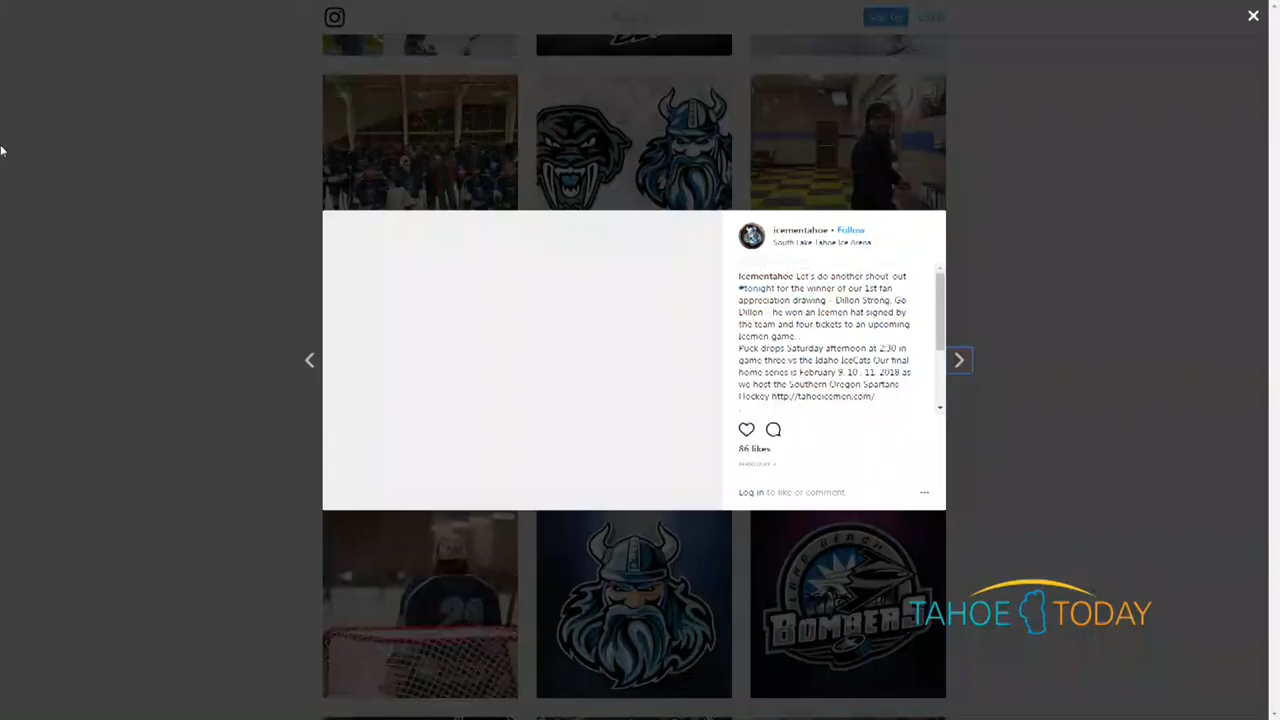 icementahoe • Follow
South Lake Tahoe Ice Arena
icementahoe Let's do another shout-out
#tonight for the winner of our 1st fan
appreciation drawing - Dillon Strong. Go
Dillon - he won an Icemen hat signed by
the team and four tickets to an upcoming
Icemen game. .
Puck drops Saturday afternoon at 2:30 in
game three vs the Idaho IceCats Our final
home series is February 9, 10 , 11, 2018 as
we host the Southern Oregon Spartans
Hockey http://tahoeicemen.com/
.
86 likes
FEBRUARY
Log in to like or comment.
LAKE BEACH
BOMBERS
TAHOE TODAY